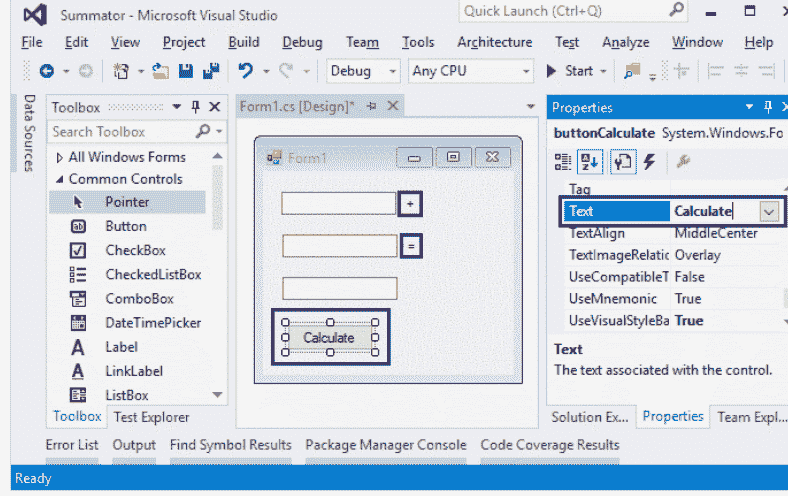 Summator - Microsoft Visual Studio
Quick Launch (Ctrl+Q)
File Edit View Project Build Debug Team Tools Architecture Test Analyze Window Help
Debug Any CPU Start
Data Sources
Toolbox
Search Toolbox
All Windows Forms
Common Controls
Pointer
Button
CheckBox
CheckedListBox
ComboBox
DateTimePicker
Label
LinkLabel
ListBox
Toolbox Test Explorer
Form1.cs [Design]*
Form1
+
=
Calculate
Properties
buttonCalculate System.Windows.Fo
Tag
Text Calculate
TextAlign MiddleCenter
TextImageRelatic Overlay
UseCompatibleT False
UseMnemonic True
UseVisualStyleBa True
Text
The text associated with the control.
Solution Ex... Properties Team Expl...
Error List Output Find Symbol Results Package Manager Console Code Coverage Results
Ready